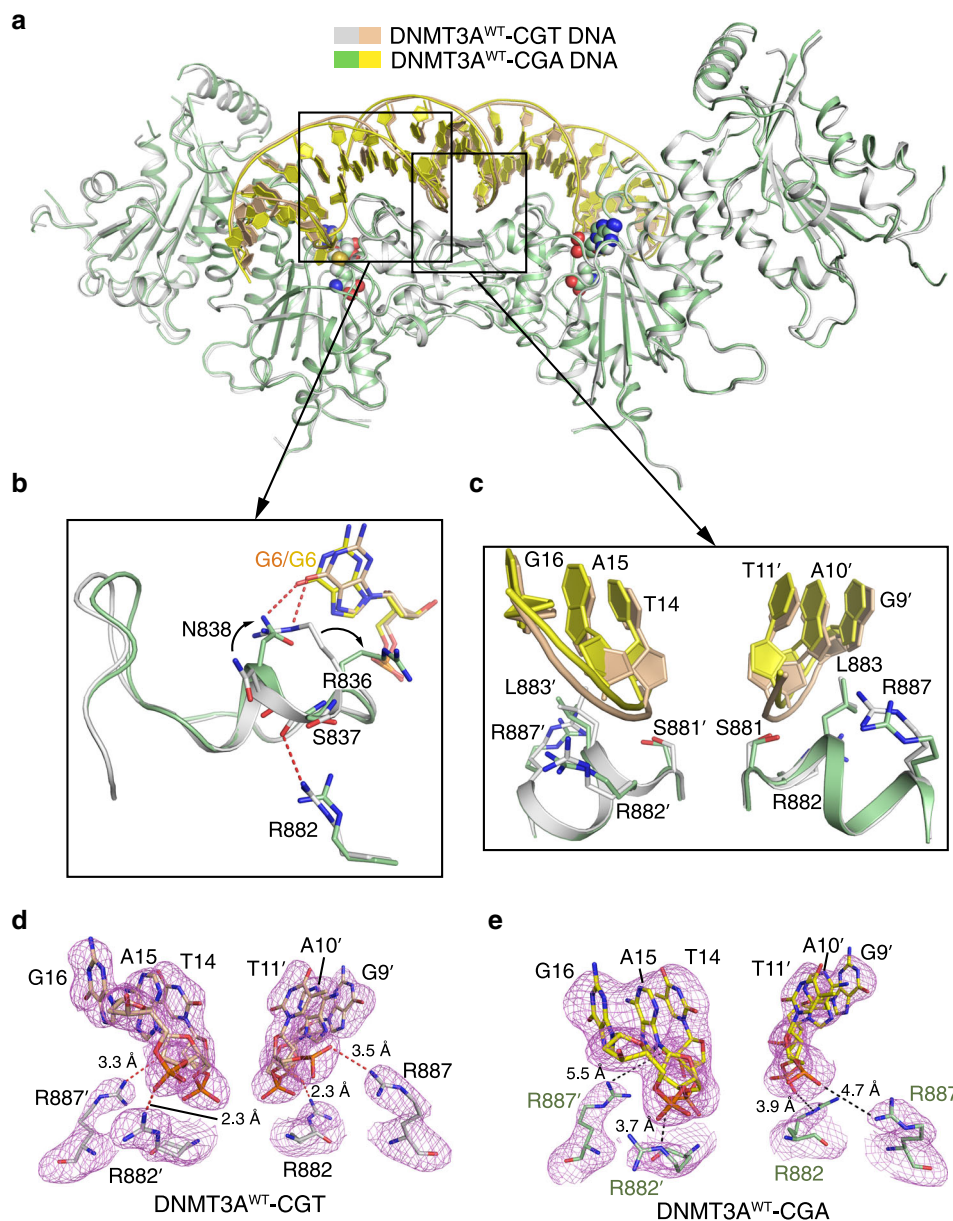 a
DNMT3A^WT-CGT DNA
DNMT3A^WT-CGA DNA
b
G6/G6
N838
R836
S837
R882
c
G16
A15
T14
T11′
A10′
G9′
L883′
L883
R887′
S881′
S881
R887
R882′
R882
d
G16
A15
T14
T11′
A10′
G9′
3.3 Å
3.5 Å
R887′
2.3 Å
2.3 Å
R887
R882′
R882
DNMT3A^WT-CGT
e
G16
A15
T14
T11′
A10′
G9′
5.5 Å
R887′
3.7 Å
3.9 Å
4.7 Å
R887
R882′
R882
DNMT3A^WT-CGA